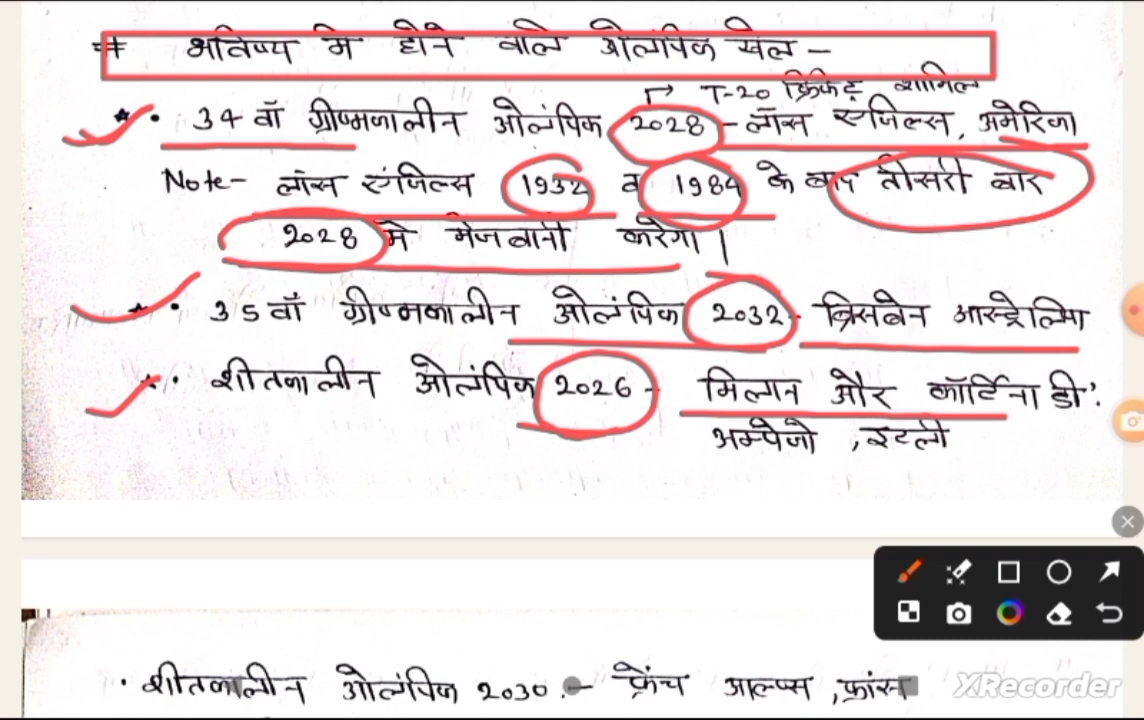 # भविष्य मे होने वाले ओलंपिक खेल -
→ T-20 क्रिकेट शामिल
* • 34 वॉ ग्रीष्मकालीन ओलंपिक 2028 - लॉस एंजिल्स, अमेरिका
Note- लॉस एंजिल्स 1932 व 1984 के बाद तीसरी बार
2028 मे मेजबानी करेगा |
* • 35 वॉ ग्रीष्मकालीन ओलंपिक 2032 - ब्रिसबेन आस्ट्रेलिया
* • शीतकालीन ओलंपिक 2026 - मिलान और कॉर्टिना डी'
अम्पेजो , इटली
• शीतकालीन ओलंपिक 2030 - फ्रेंच आल्प्स , फ्रांस
XRecorder